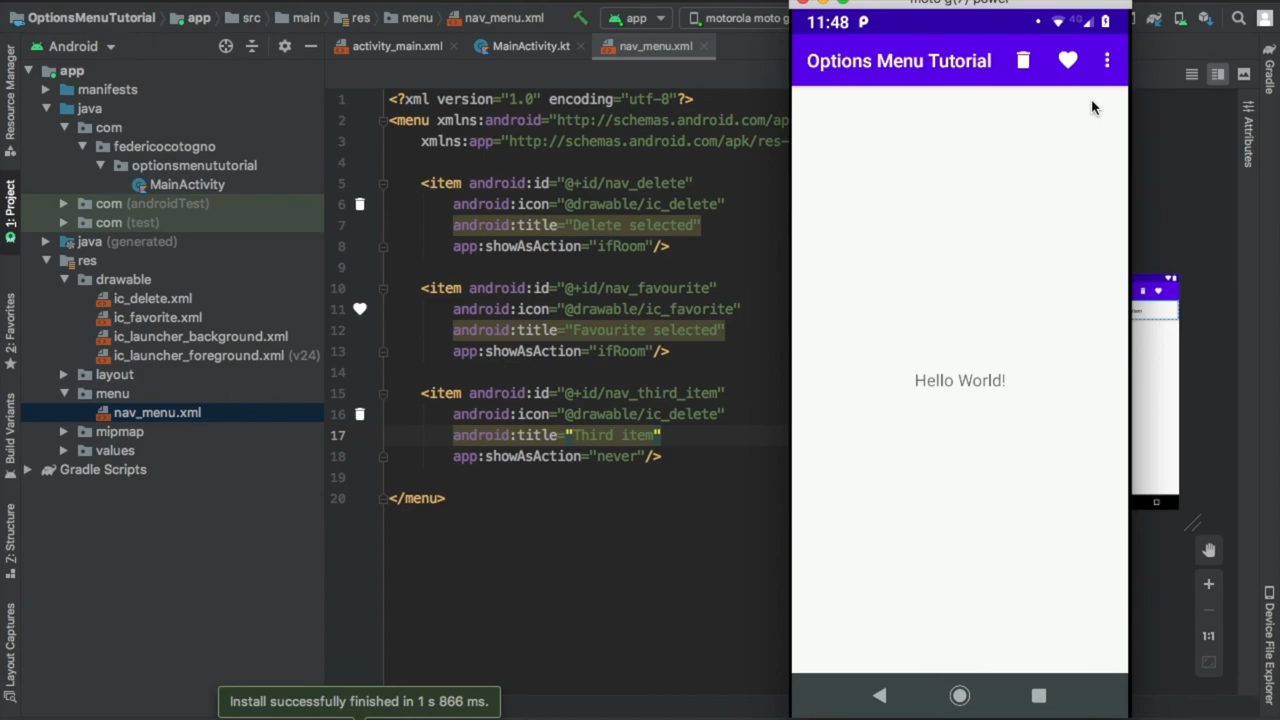 OptionsMenuTutorial
app
src
main
res
menu
nav_menu.xml
app
motorola moto g
Android
activity_main.xml
MainActivity.kt
nav_menu.xml
Resource Manager
1: Project
2: Favorites
Build Variants
Z: Structure
Layout Captures
app
manifests
java
com
federicocotogno
optionsmenututorial
MainActivity
com (androidTest)
com (test)
java (generated)
res
drawable
ic_delete.xml
ic_favorite.xml
ic_launcher_background.xml
ic_launcher_foreground.xml (v24)
layout
menu
nav_menu.xml
mipmap
values
Gradle Scripts
1 <?xml version="1.0" encoding="utf-8"?>
2 <menu xmlns:android="http://schemas.android.com/ap
3 xmlns:app="http://schemas.android.com/apk/res-
4
5 <item android:id="@+id/nav_delete"
6 android:icon="@drawable/ic_delete"
7 android:title="Delete selected"
8 app:showAsAction="ifRoom"/>
9
10 <item android:id="@+id/nav_favourite"
11 android:icon="@drawable/ic_favorite"
12 android:title="Favourite selected"
13 app:showAsAction="ifRoom"/>
14
15 <item android:id="@+id/nav_third_item"
16 android:icon="@drawable/ic_delete"
17 android:title="Third item"
18 app:showAsAction="never"/>
19
20 </menu>
Install successfully finished in 1 s 866 ms.
moto g(7) power
11:48
4G
Options Menu Tutorial
Hello World!
1:1
Gradle
Attributes
Device File Explorer